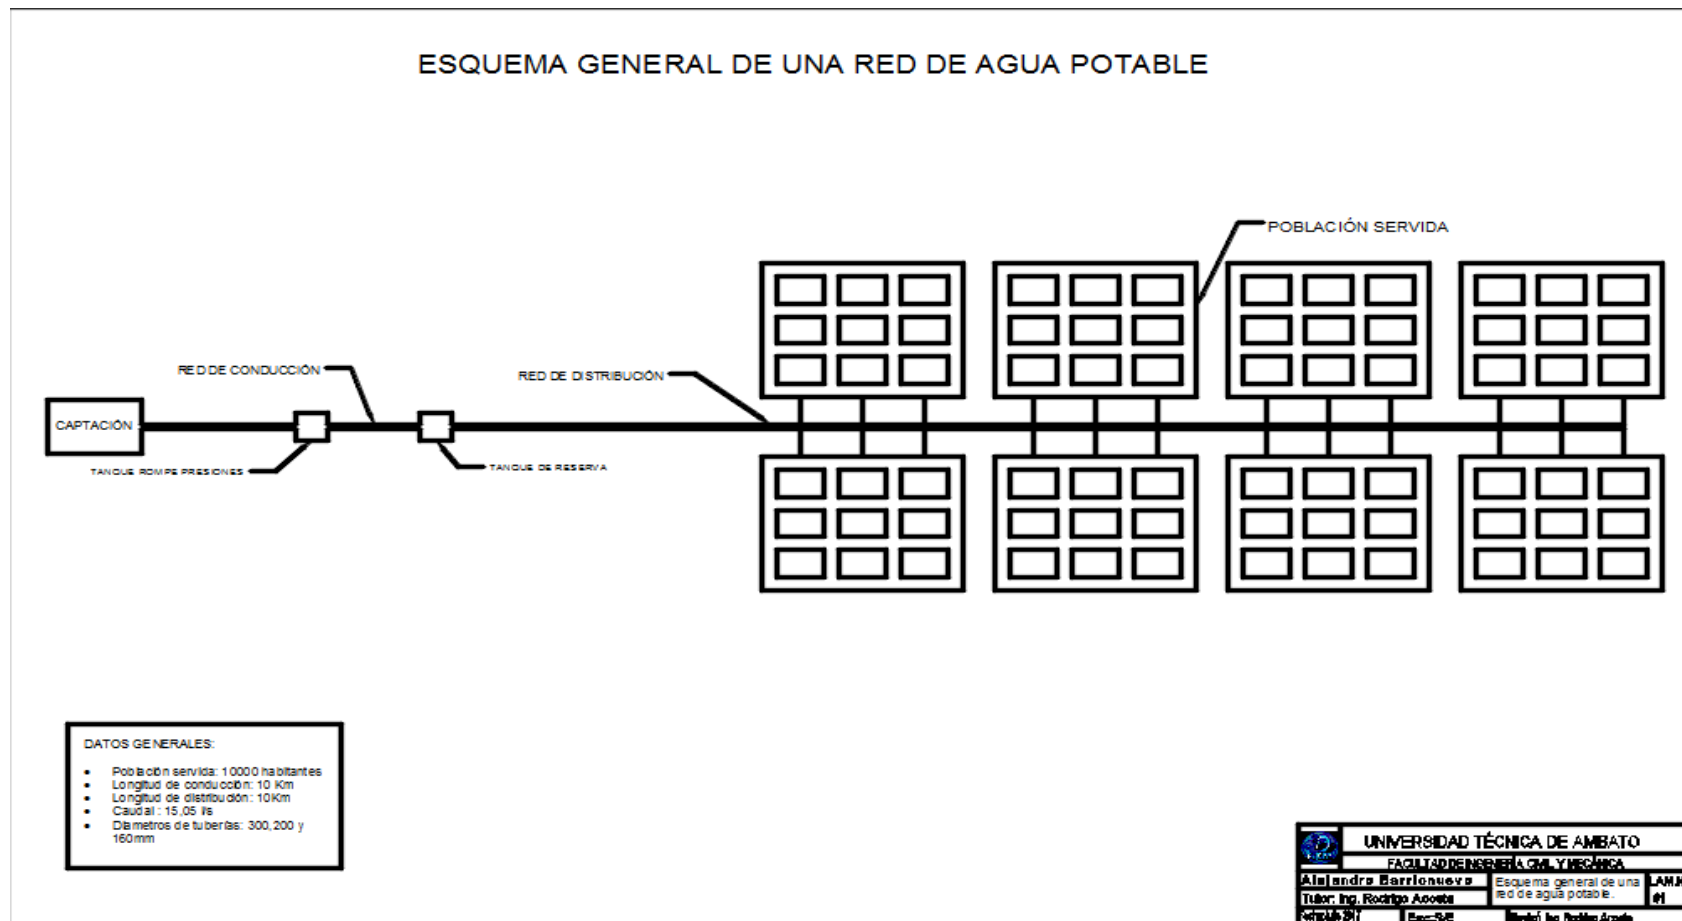 ESQUEMA GENERAL DE UNA RED DE AGUA POTABLE
POBLACIÓN SERVIDA
RED DE CONDUCCIÓN
RED DE DISTRIBUCIÓN
CAPTACIÓN
TANQUE ROMPE PRESIONES
TANQUE DE RESERVA
DATOS GENERALES:
• Población servida: 10000 habitantes
• Longitud de conducción: 10 Km
• Longitud de distribución: 10Km
• Caudal : 15,05 l/s
• Diametros de tuberías: 300,200 y
160mm
UNIVERSIDAD TÉCNICA DE AMBATO
FACULTAD DE INGENIERÍA CIVIL Y MECÁNICA
Alejandro Barrionuevo
Esquema general de una
red de agua potable.
Tutor: Ing. Rodrigo Acosta
#1